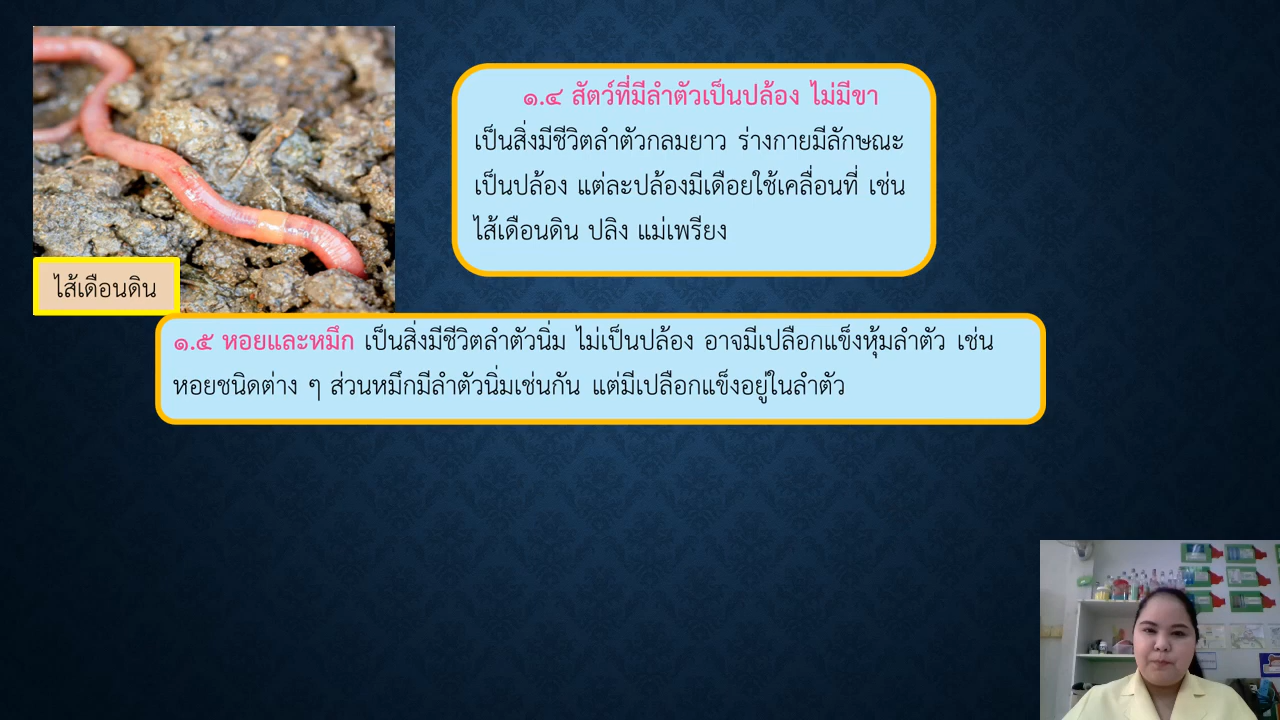 ๑.๔ สัตว์ที่มีลำตัวเป็นปล้อง ไม่มีขา
เป็นสิ่งมีชีวิตลำตัวกลมยาว ร่างกายมีลักษณะ
เป็นปล้อง แต่ละปล้องมีเดือยใช้เคลื่อนที่ เช่น
ไส้เดือนดิน ปลิง แม่เพรียง
ไส้เดือนดิน
๑.๕ หอยและหมึก เป็นสิ่งมีชีวิตลำตัวนิ่ม ไม่เป็นปล้อง อาจมีเปลือกแข็งหุ้มลำตัว เช่น
หอยชนิดต่าง ๆ ส่วนหมึกมีลำตัวนิ่มเช่นกัน แต่มีเปลือกแข็งอยู่ในลำตัว